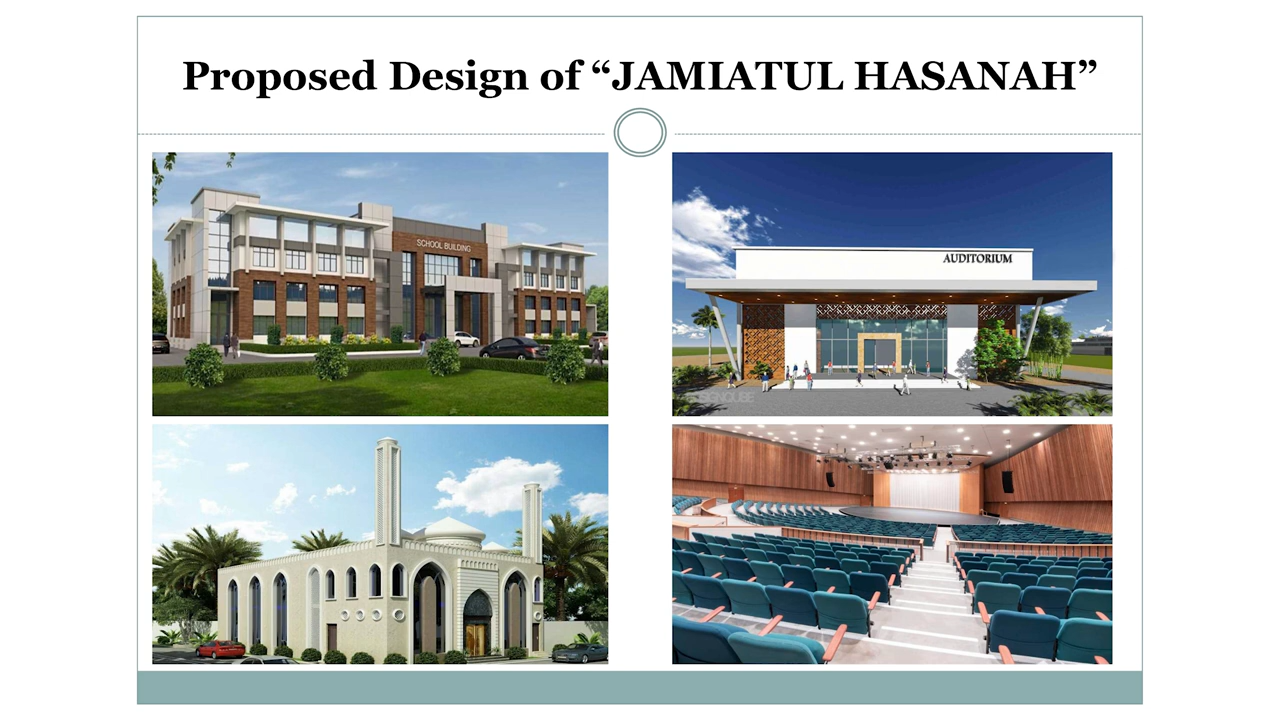 Proposed Design of “JAMIATUL HASANAH”
SCHOOL BUILDING
AUDITORIUM